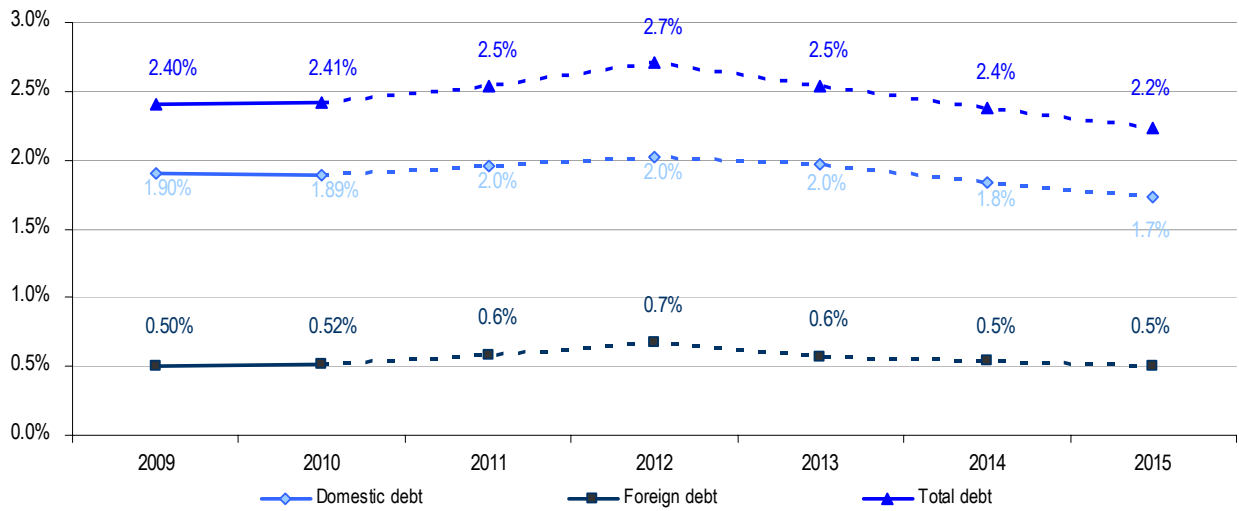 3.0%
2.5%
2.0%
1.5%
1.0%
0.5%
0.0%
2.40% 2.41% 2.5% 2.7% 2.5% 2.4% 2.2%
1.90% 1.89% 2.0% 2.0% 2.0% 1.8% 1.7%
0.50% 0.52% 0.6% 0.7% 0.6% 0.5% 0.5%
2009 2010 2011 2012 2013 2014 2015
Domestic debt Foreign debt Total debt